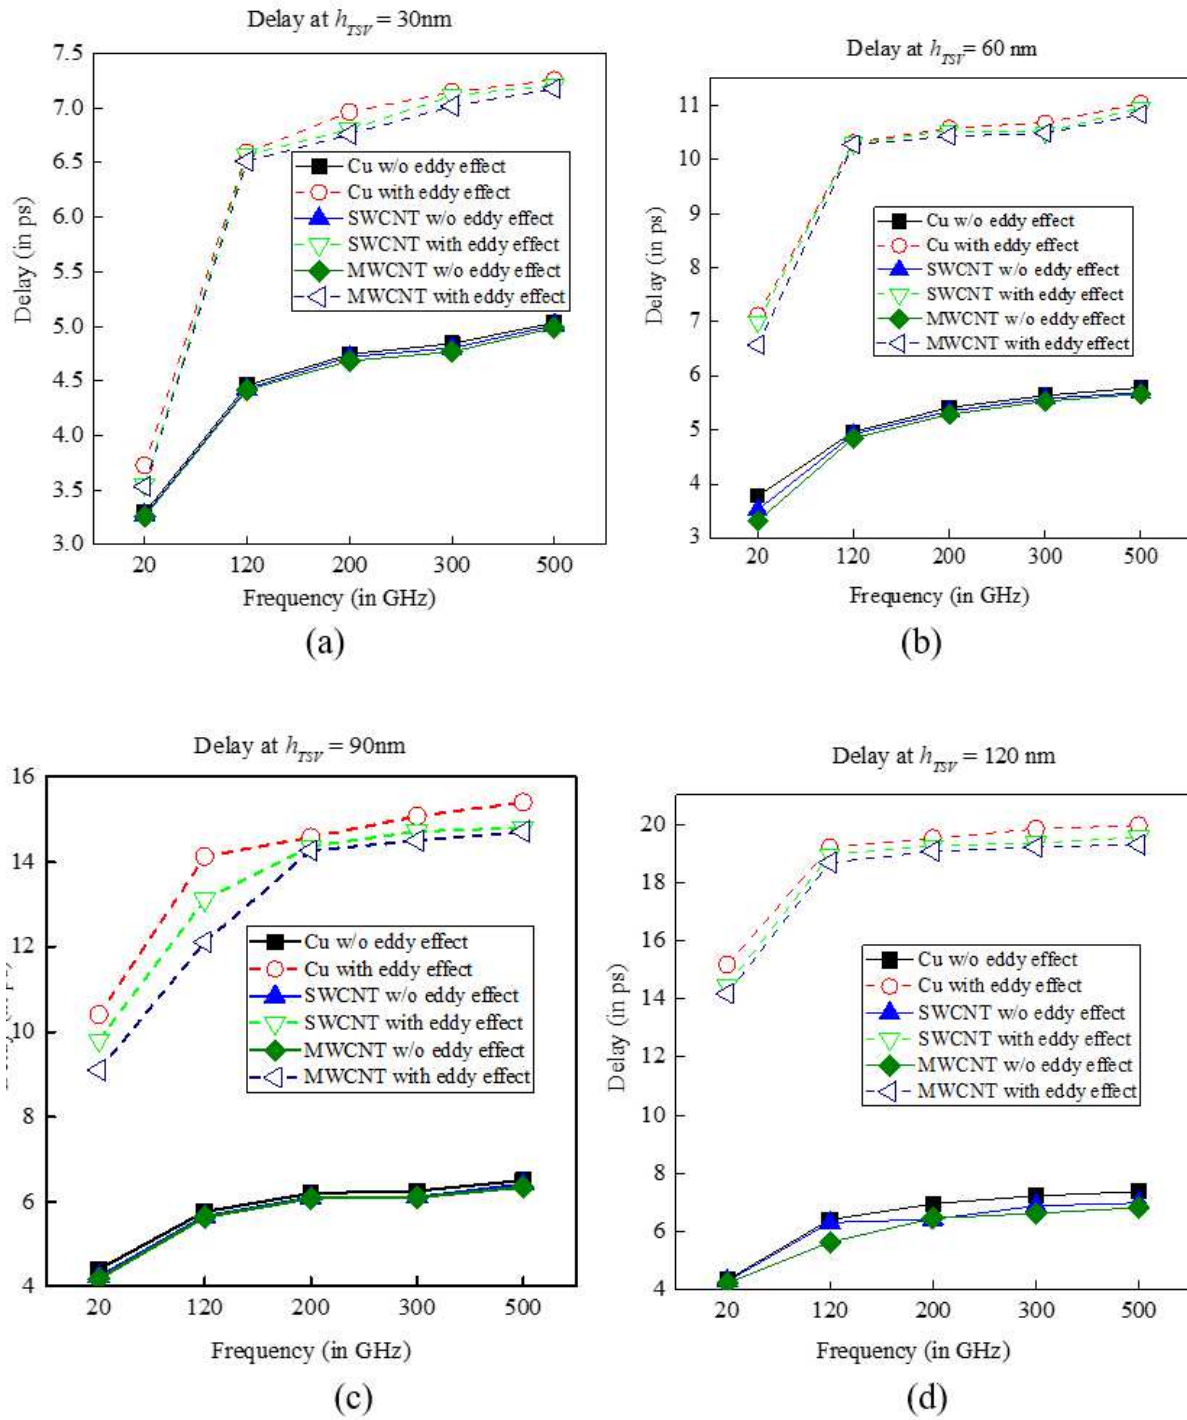 Delay at hTSV = 30nm
7.5
7.0
6.5
6.0
5.5
5.0
4.5
4.0
3.5
3.0
Delay (in ps)
Cu w/o eddy effect
Cu with eddy effect
SWCNT w/o eddy effect
SWCNT with eddy effect
MWCNT w/o eddy effect
MWCNT with eddy effect
20 120 200 300 500
Frequency (in GHz)
(a)
Delay at hTSV= 60 nm
11
10
9
8
7
6
5
4
3
Delay (in ps)
Cu w/o eddy effect
Cu with eddy effect
SWCNT w/o eddy effect
SWCNT with eddy effect
MWCNT w/o eddy effect
MWCNT with eddy effect
20 120 200 300 500
Frequency (in GHz)
(b)
Delay at hTSV = 90nm
16
14
12
10
8
6
4
Cu w/o eddy effect
Cu with eddy effect
SWCNT w/o eddy effect
SWCNT with eddy effect
MWCNT w/o eddy effect
MWCNT with eddy effect
20 120 200 300 500
Frequency (in GHz)
(c)
Delay at hTSV = 120 nm
20
18
16
14
12
10
8
6
4
Delay (in ps)
Cu w/o eddy effect
Cu with eddy effect
SWCNT w/o eddy effect
SWCNT with eddy effect
MWCNT w/o eddy effect
MWCNT with eddy effect
20 120 200 300 500
Frequency (in GHz)
(d)